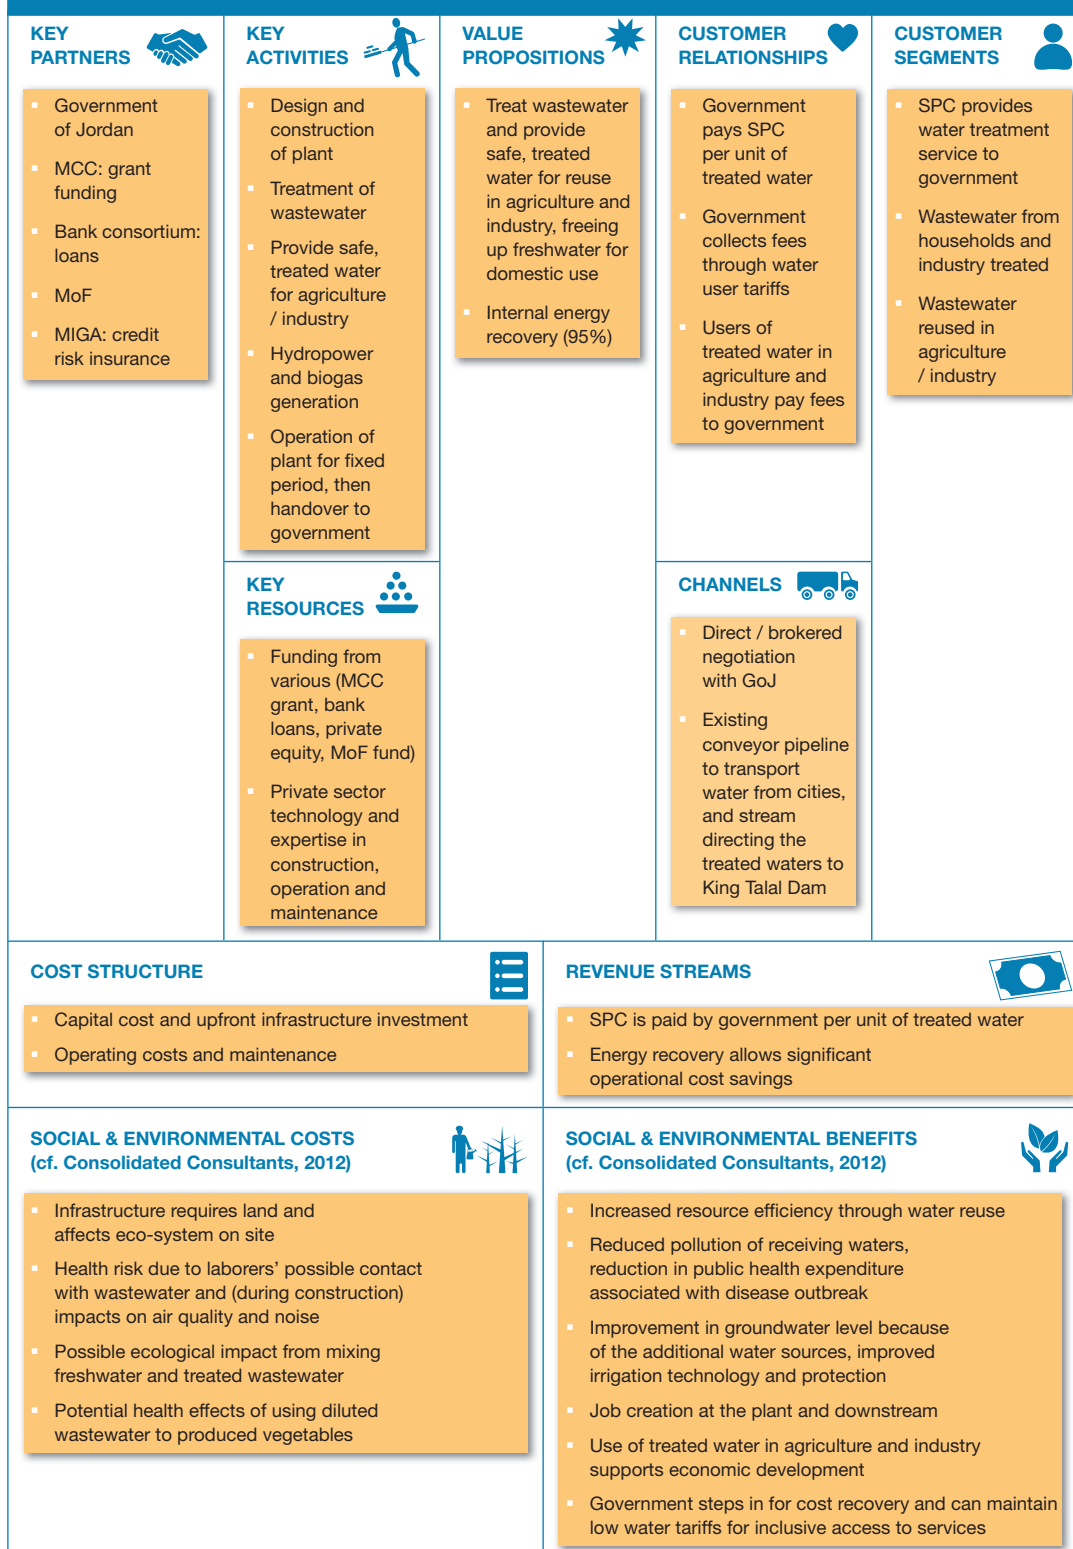 KEY
PARTNERS
▪ Government
of Jordan
▪ MCC: grant
funding
▪ Bank consortium:
loans
▪ MoF
▪ MIGA: credit
risk insurance
KEY
ACTIVITIES
▪ Design and
construction
of plant
▪ Treatment of
wastewater
▪ Provide safe,
treated water
for agriculture
/ industry
▪ Hydropower
and biogas
generation
▪ Operation of
plant for fixed
period, then
handover to
government
KEY
RESOURCES
▪ Funding from
various (MCC
grant, bank
loans, private
equity, MoF fund)
▪ Private sector
technology and
expertise in
construction,
operation and
maintenance
VALUE
PROPOSITIONS
▪ Treat wastewater
and provide
safe, treated
water for reuse
in agriculture and
industry, freeing
up freshwater for
domestic use
▪ Internal energy
recovery (95%)
CUSTOMER
RELATIONSHIPS
▪ Government
pays SPC
per unit of
treated water
▪ Government
collects fees
through water
user tariffs
▪ Users of
treated water in
agriculture and
industry pay fees
to government
CHANNELS
▪ Direct / brokered
negotiation
with GoJ
▪ Existing
conveyor pipeline
to transport
water from cities,
and stream
directing the
treated waters to
King Talal Dam
CUSTOMER
SEGMENTS
▪ SPC provides
water treatment
service to
government
▪ Wastewater from
households and
industry treated
▪ Wastewater
reused in
agriculture
/ industry
COST STRUCTURE
▪ Capital cost and upfront infrastructure investment
▪ Operating costs and maintenance
REVENUE STREAMS
▪ SPC is paid by government per unit of treated water
▪ Energy recovery allows significant
operational cost savings
SOCIAL & ENVIRONMENTAL COSTS
(cf. Consolidated Consultants, 2012)
▪ Infrastructure requires land and
affects eco-system on site
▪ Health risk due to laborers’ possible contact
with wastewater and (during construction)
impacts on air quality and noise
▪ Possible ecological impact from mixing
freshwater and treated wastewater
▪ Potential health effects of using diluted
wastewater to produced vegetables
SOCIAL & ENVIRONMENTAL BENEFITS
(cf. Consolidated Consultants, 2012)
▪ Increased resource efficiency through water reuse
▪ Reduced pollution of receiving waters,
reduction in public health expenditure
associated with disease outbreak
▪ Improvement in groundwater level because
of the additional water sources, improved
irrigation technology and protection
▪ Job creation at the plant and downstream
▪ Use of treated water in agriculture and industry
supports economic development
▪ Government steps in for cost recovery and can maintain
low water tariffs for inclusive access to services